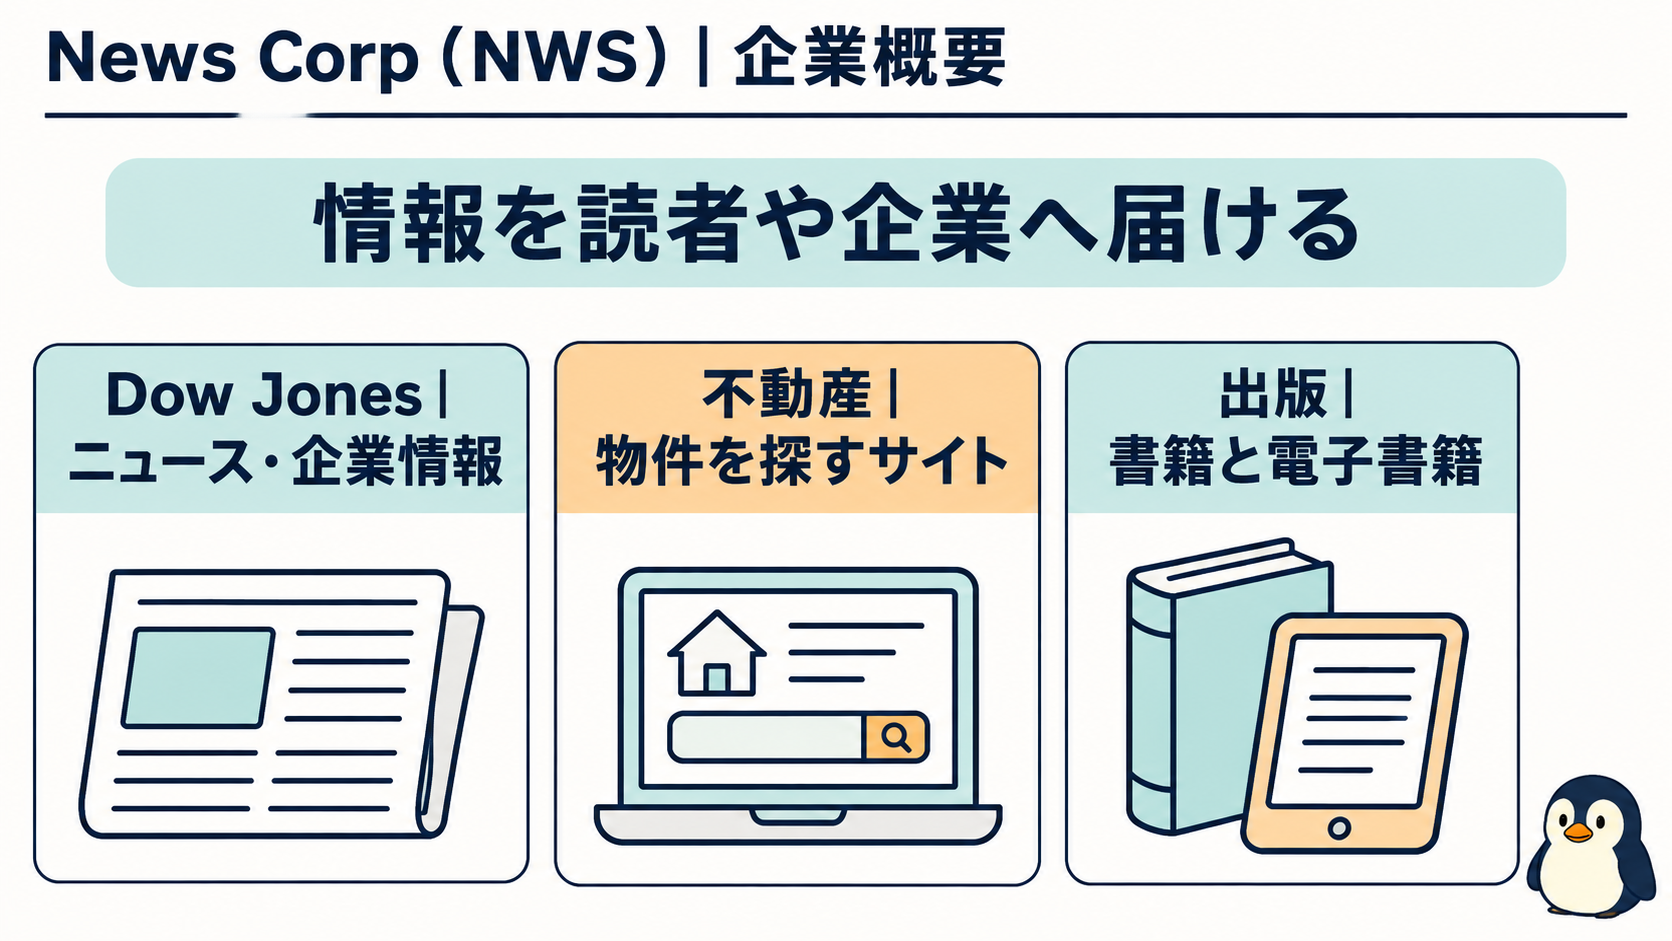 News Corp（NWS）| 企業概要
情報を読者や企業へ届ける
Dow Jones |
ニュース・企業情報
不動産 |
物件を探すサイト
出版 |
書籍と電子書籍